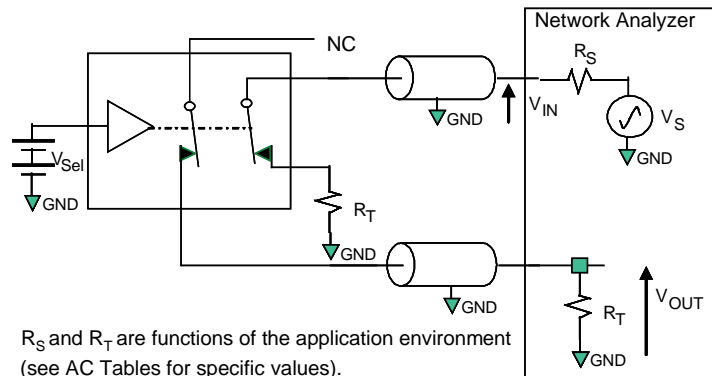 Network Analyzer
NC
R_S
V_IN
GND
V_S
GND
V_Sel
GND
R_T
GND
GND
R_T
V_OUT
GND
R_S and R_T are functions of the application environment
(see AC Tables for specific values).